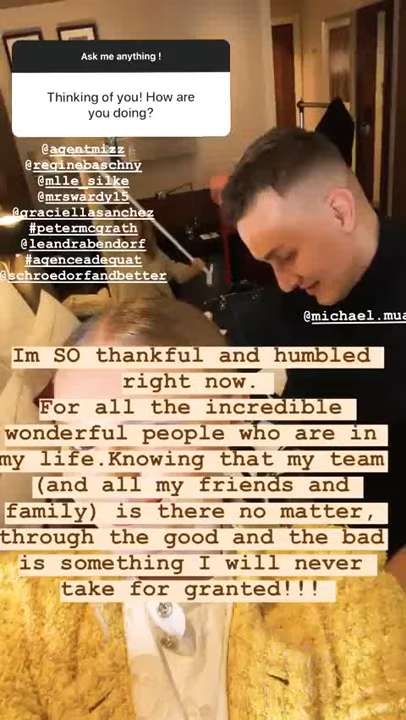 Ask me anything !
Thinking of you! How are
you doing?
@agentmizz
@reginebaschny
@mlle_silke
@mrswardy15
@graciellasanchez
#petermcgrath
@leandrabendorf
#agenceadequat
@schroedorfandbetter
@michael.mua
Im SO thankful and humbled
right now.
For all the incredible
wonderful people who are in
my life.Knowing that my team
(and all my friends and
family) is there no matter,
through the good and the bad
is something I will never
take for granted!!!